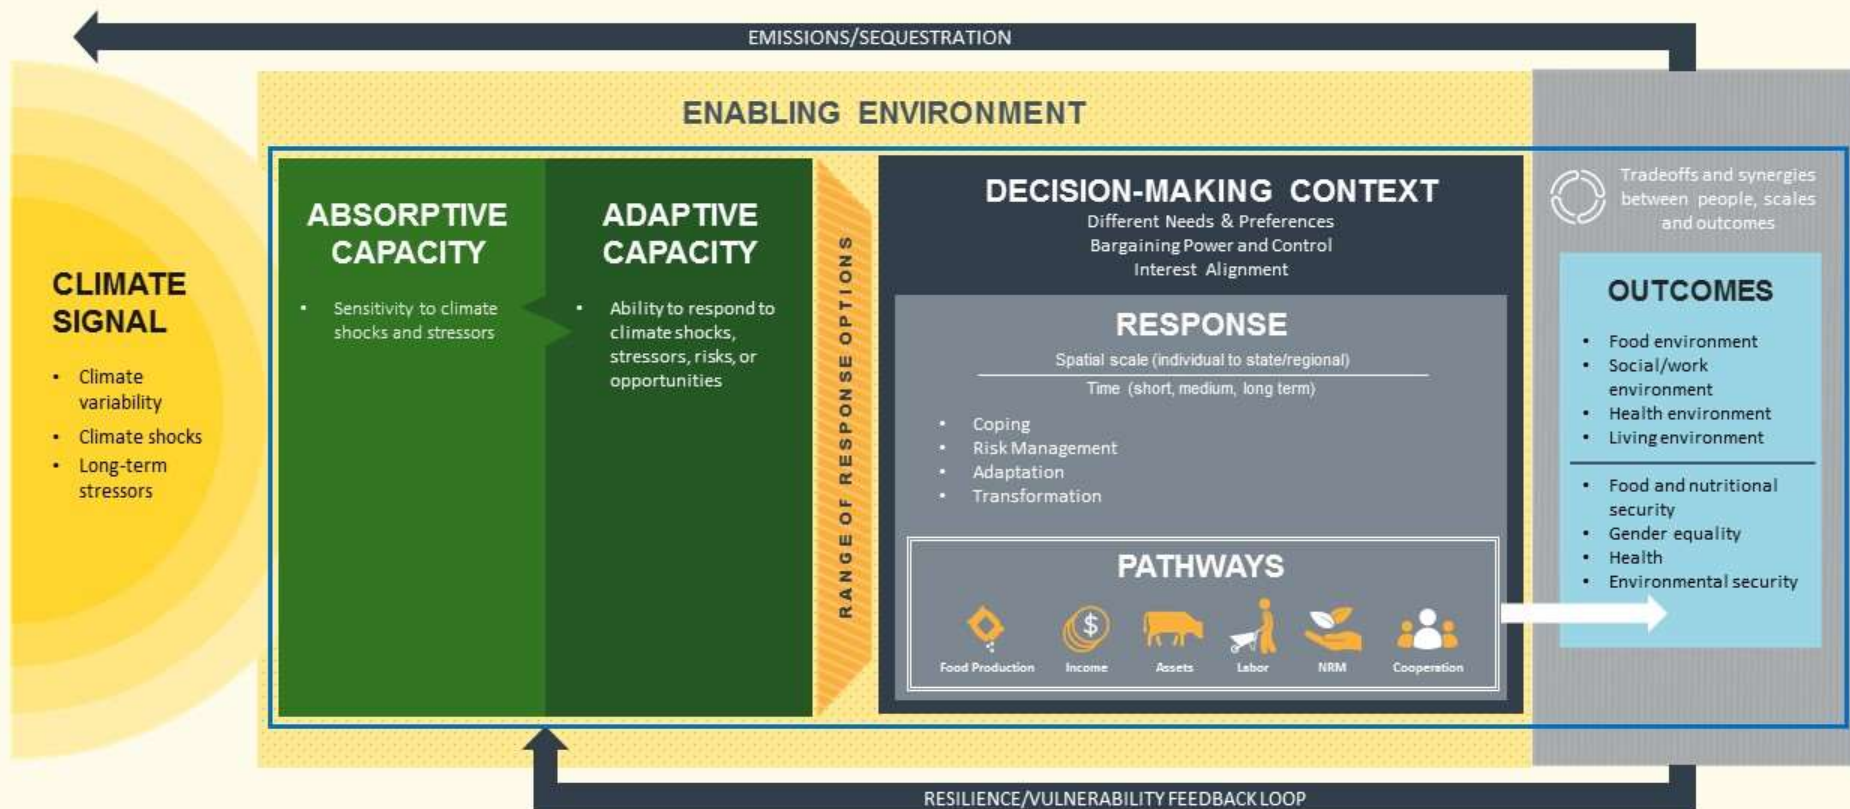 EMISSIONS/SEQUESTRATION
ENABLING ENVIRONMENT
CLIMATE
SIGNAL
• Climate
variability
• Climate shocks
• Long-term
stressors
ABSORPTIVE
CAPACITY
• Sensitivity to climate
shocks and stressors
ADAPTIVE
CAPACITY
• Ability to respond to
climate shocks,
stressors, risks, or
opportunities
RANGE OF RESPONSE OPTIONS
DECISION-MAKING CONTEXT
Different Needs & Preferences
Bargaining Power and Control
Interest Alignment
RESPONSE
Spatial scale (individual to state/regional)
Time (short, medium, long term)
• Coping
• Risk Management
• Adaptation
• Transformation
PATHWAYS
$
Food Production
Income
Assets
Labor
NRM
Cooperation
Tradeoffs and synergies
between people, scales
and outcomes
OUTCOMES
• Food environment
• Social/work
environment
• Health environment
• Living environment
• Food and nutritional
security
• Gender equality
• Health
• Environmental security
RESILIENCE/VULNERABILITY FEEDBACK LOOP